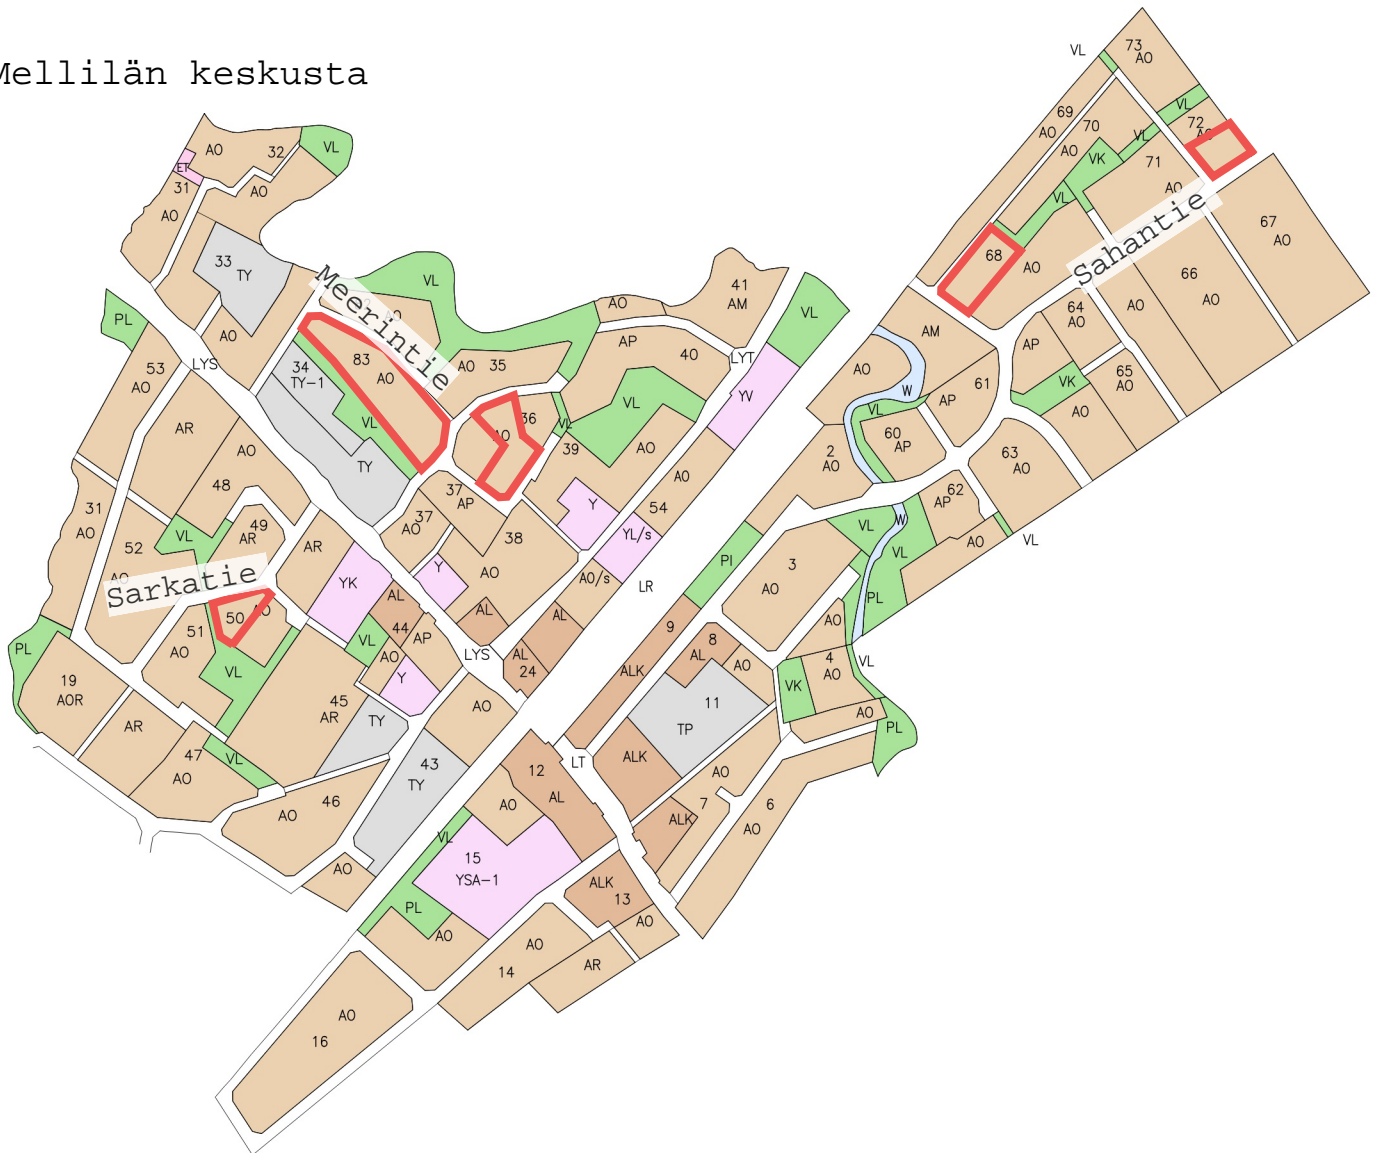 Mellilän keskusta
VL
73
AO
69
AO
70
AO
VL
72
AO
VL
VK
71
AO
VL
Sahantie
67
AO
68
AO
66
AO
AO
64
AO
AP
65
AO
VK
AO
AO
32
VL
ET
31
AO
AO
33
TY
AO
PL
LYS
53
AO
Meerintie
VL
AO
83
AO
34
TY-1
VL
TY
AO
35
AO
AP
40
41
AM
VL
LYT
YV
VL
36
AO
VL
39
AO
AO
54
Y
YL/s
AO/s
LR
37
AP
37
AO
38
AO
Y
AL
AL
AR
AO
48
31
AO
52
AO
VL
49
AR
AR
YK
Sarkatie
50
AO
51
AO
VL
AL
44
AP
VL
AO
Y
LYS
AL
24
PL
19
AOR
AR
47
AO
VL
45
AR
TY
46
AO
AO
43
TY
AO
AM
AO
W
VL
60
AP
61
AP
2
AO
63
AO
62
AP
AO
VL
W
VL
VL
PL
PI
3
AO
AO
4
AO
VL
VK
AO
PL
9
8
AL
AO
ALK
11
TP
ALK
LT
AO
7
ALK
6
AO
12
AL
AO
VL
15
YSA-1
PL
AO
ALK
13
AO
AO
14
AR
AO
16